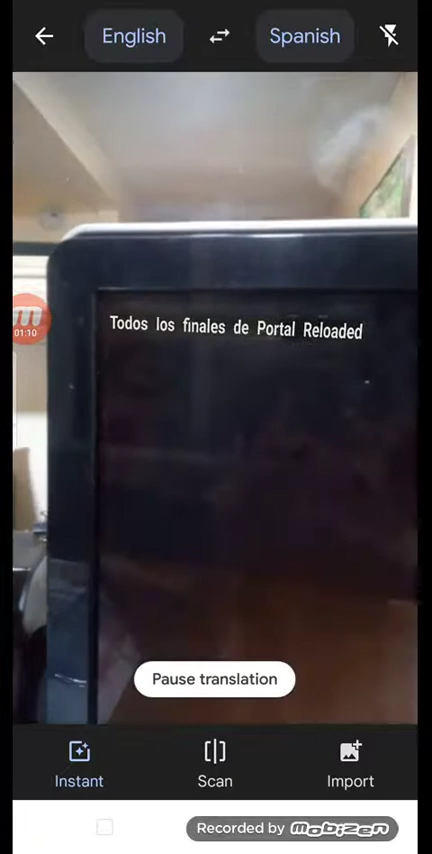 English
Spanish
01:10
Todos los finales de Portal Reloaded
Pause translation
Instant
Scan
Import
Recorded by mobizen